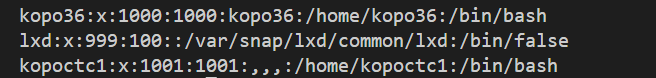 kopo36:x:1000:1000:kopo36:/home/kopo36:/bin/bash
lxd:x:999:100::/var/snap/lxd/common/lxd:/bin/false
kopoctc1:x:1001:1001:,,,:/home/kopoctc1:/bin/bash